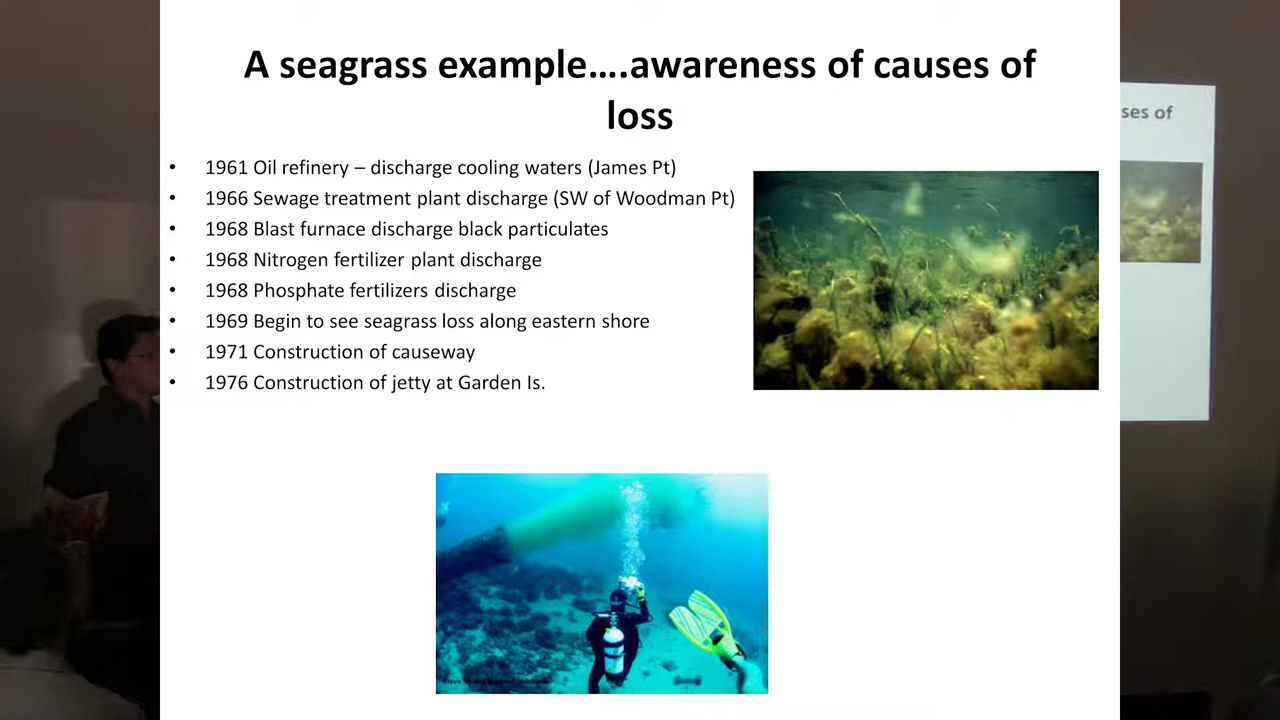 A seagrass example….awareness of causes of
loss
• 1961 Oil refinery – discharge cooling waters (James Pt)
• 1966 Sewage treatment plant discharge (SW of Woodman Pt)
• 1968 Blast furnace discharge black particulates
• 1968 Nitrogen fertilizer plant discharge
• 1968 Phosphate fertilizers discharge
• 1969 Begin to see seagrass loss along eastern shore
• 1971 Construction of causeway
• 1976 Construction of jetty at Garden Is.
ses of